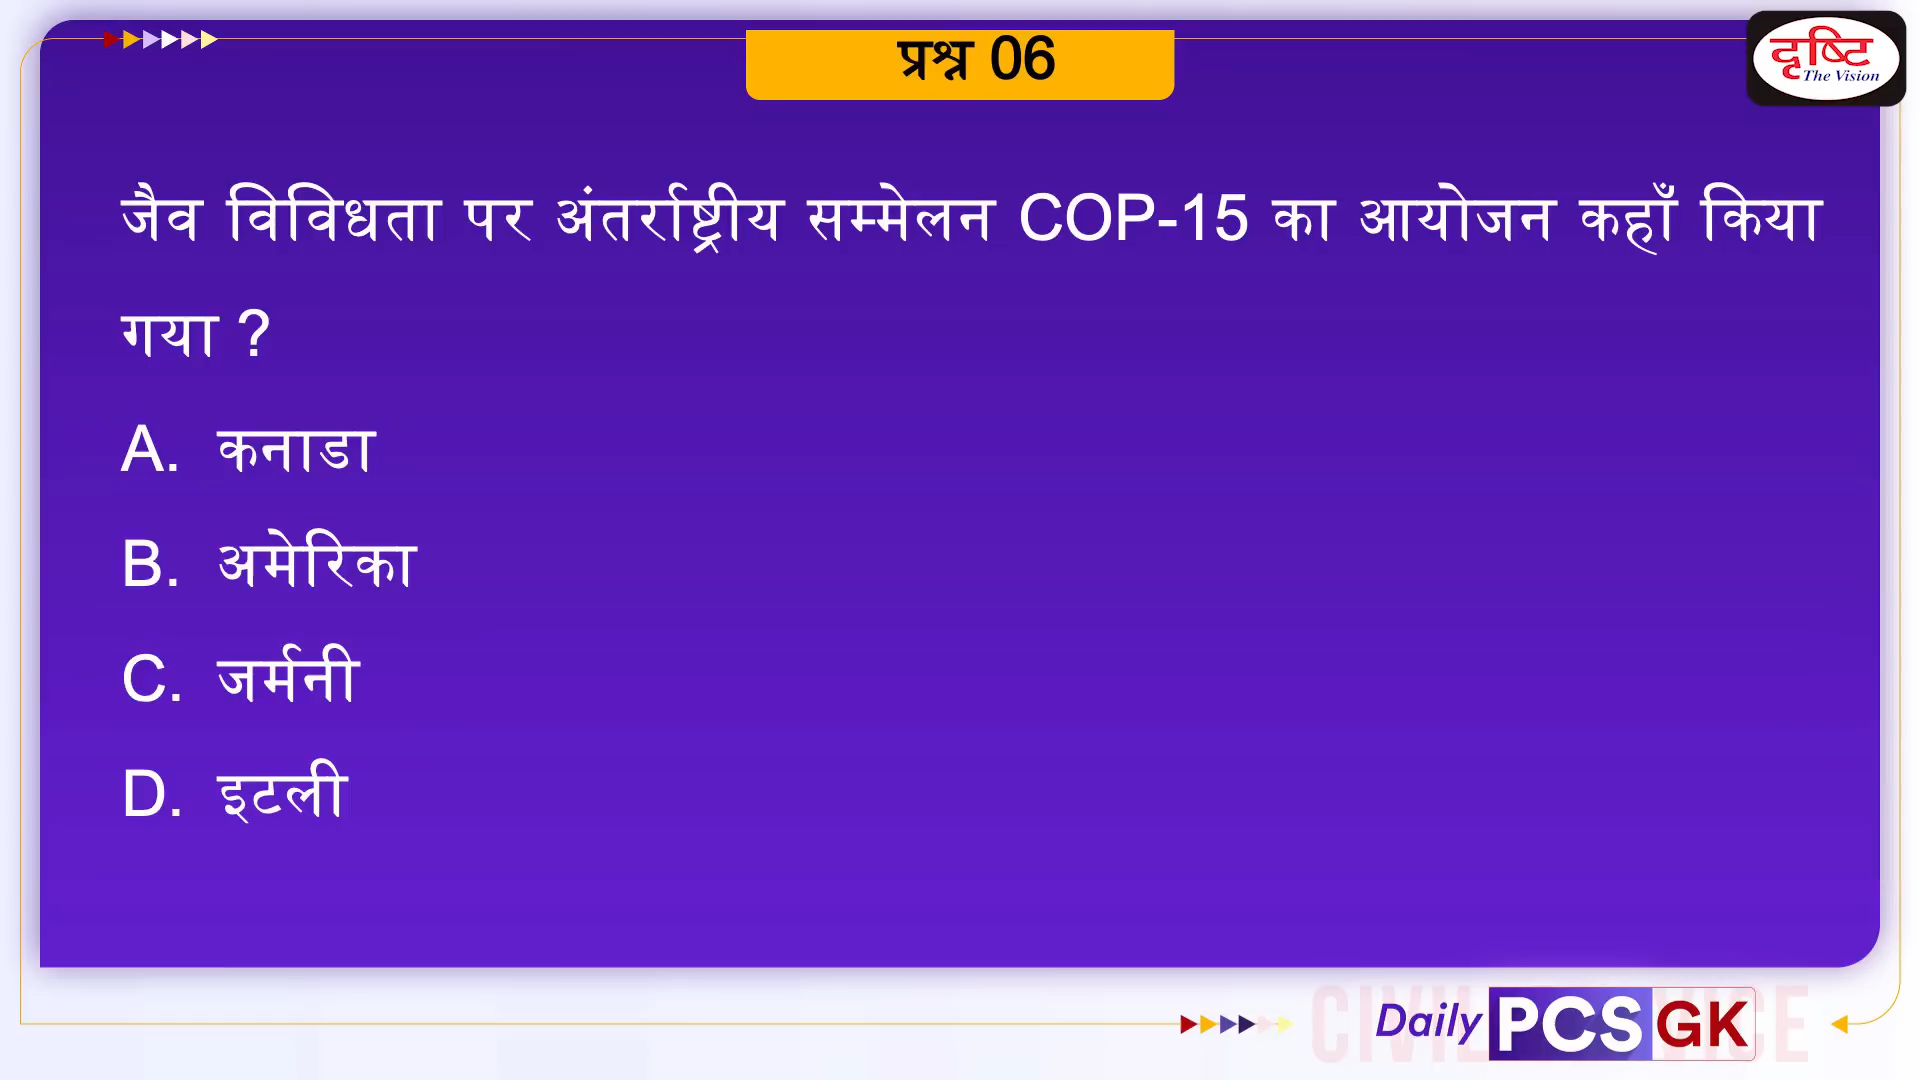 प्रश्न 06
दृष्टि
The Vision
जैव विविधता पर अंतर्राष्ट्रीय सम्मेलन COP-15 का आयोजन कहाँ किया
गया ?
A. कनाडा
B. अमेरिका
C. जर्मनी
D. इटली
Daily PCS GK